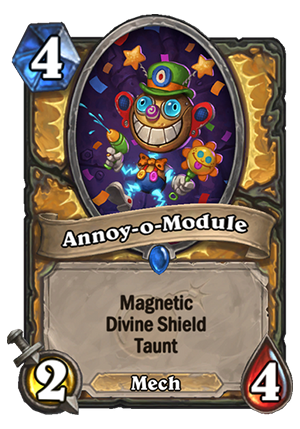 4
Annoy-o-Module
Magnetic
Divine Shield
Taunt
2
Mech
4